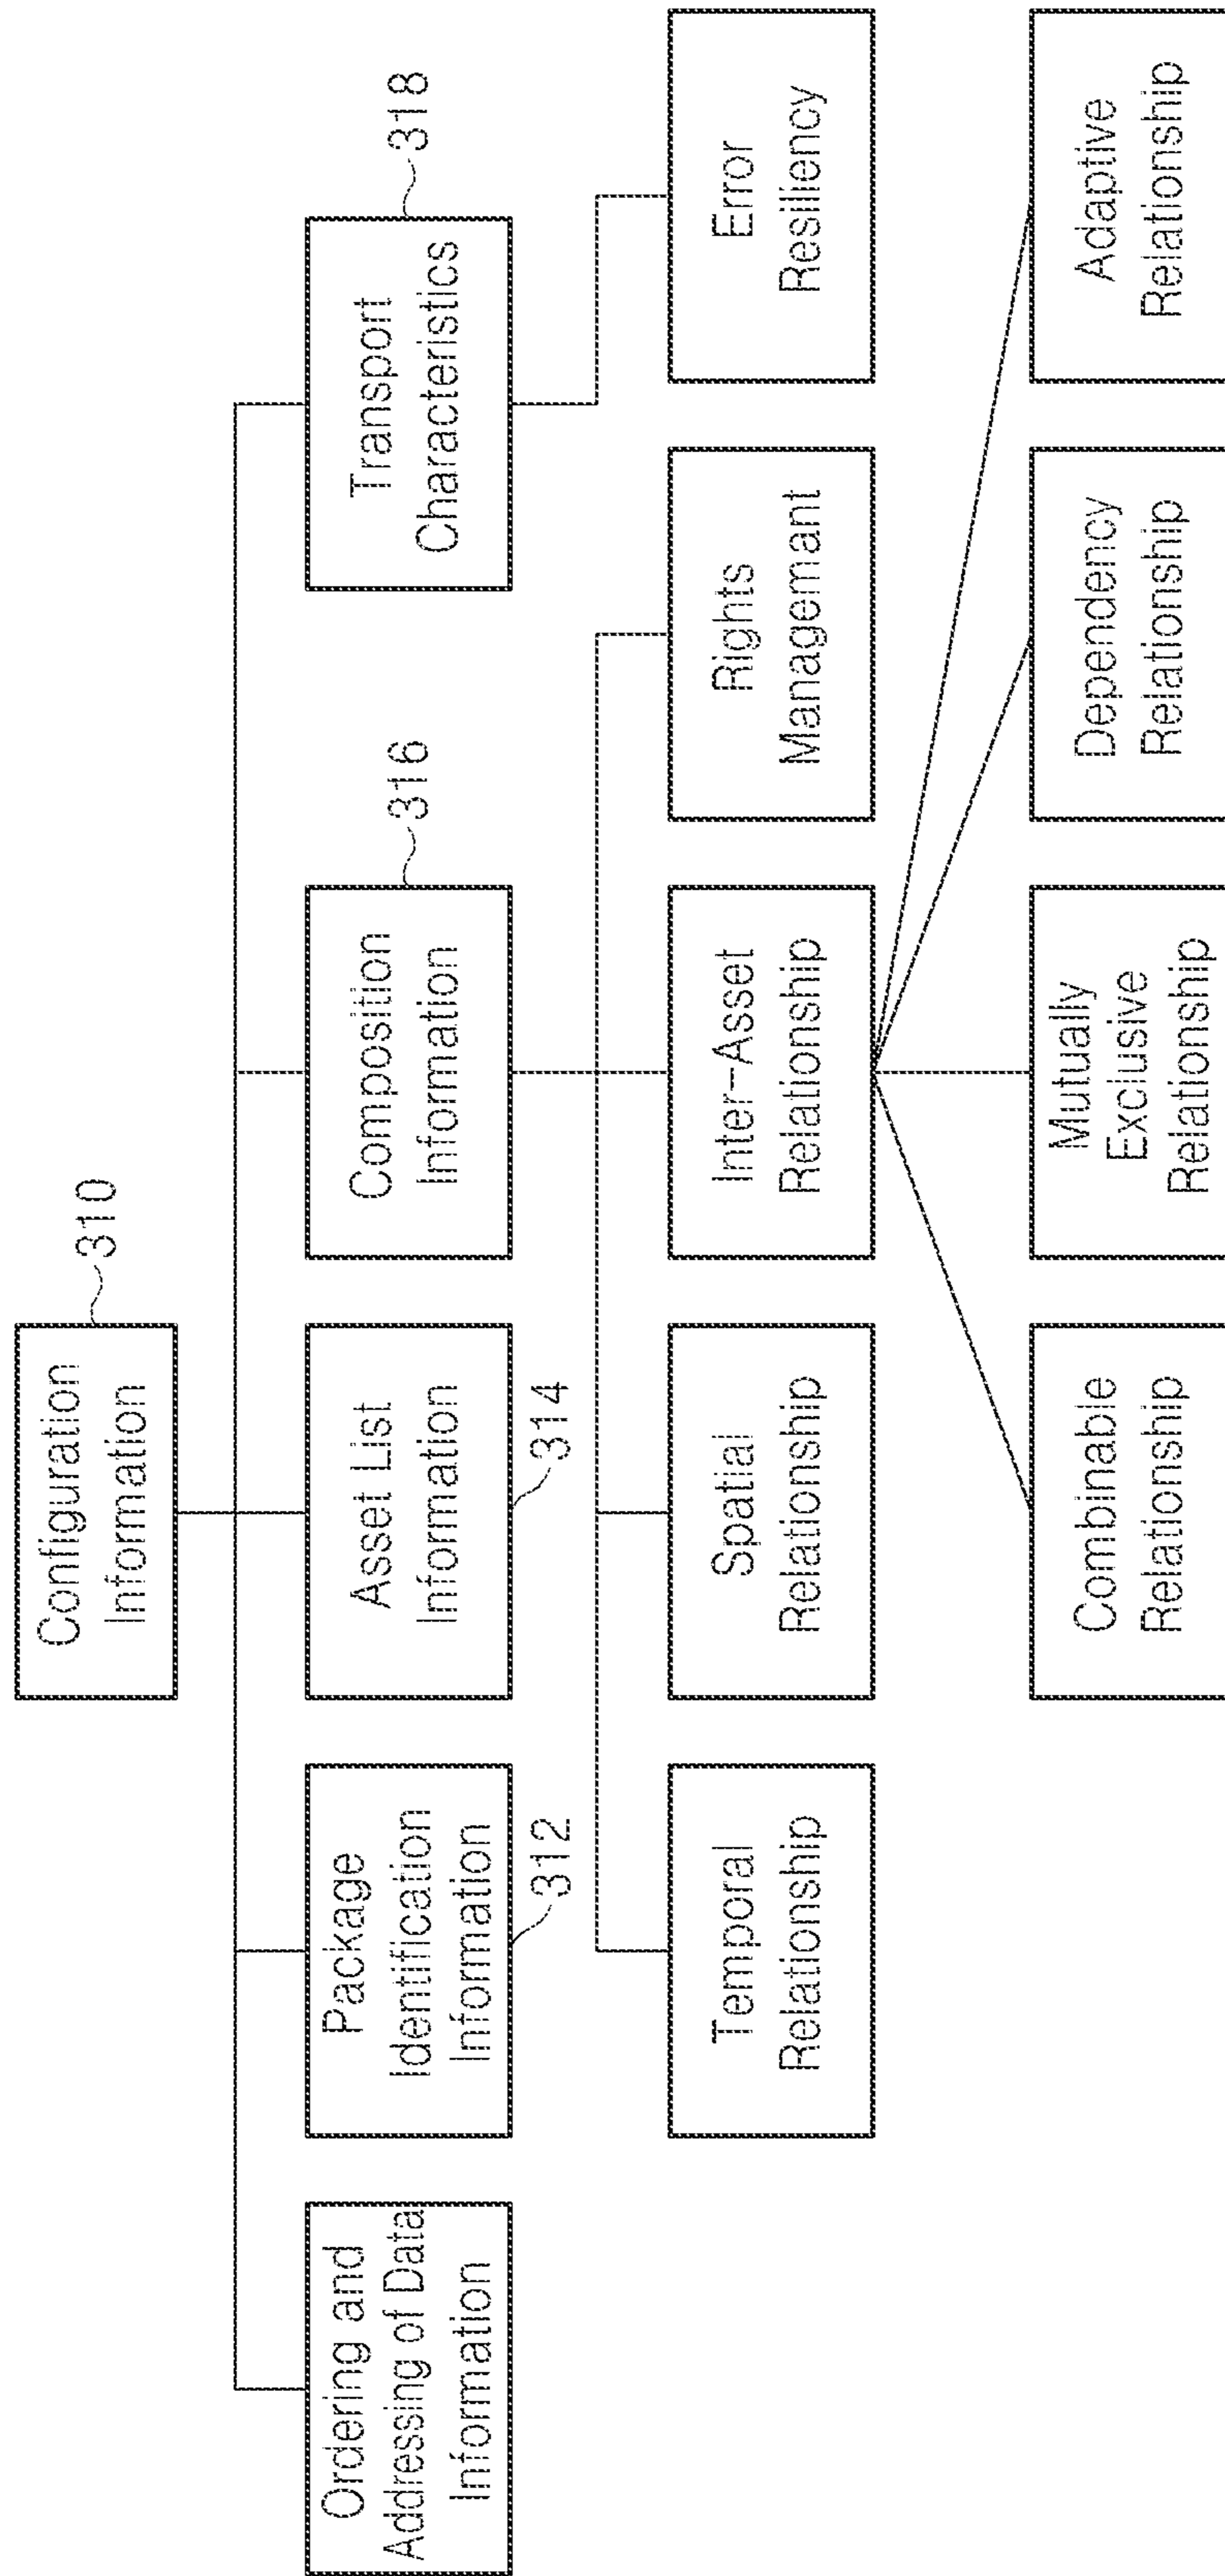 Configuration
Information
310
Ordering and
Addressing of Data
Information
Package
Identification
Information
312
Asset List
Information
314
Composition
Information
316
Transport
Characteristics
318
Temporal
Relationship
Spatial
Relationship
Inter-Asset
Relationship
Rights
Managemant
Error
Resiliency
Combinable
Relationship
Mutually
Exclusive
Relationship
Dependency
Relationship
Adaptive
Relationship